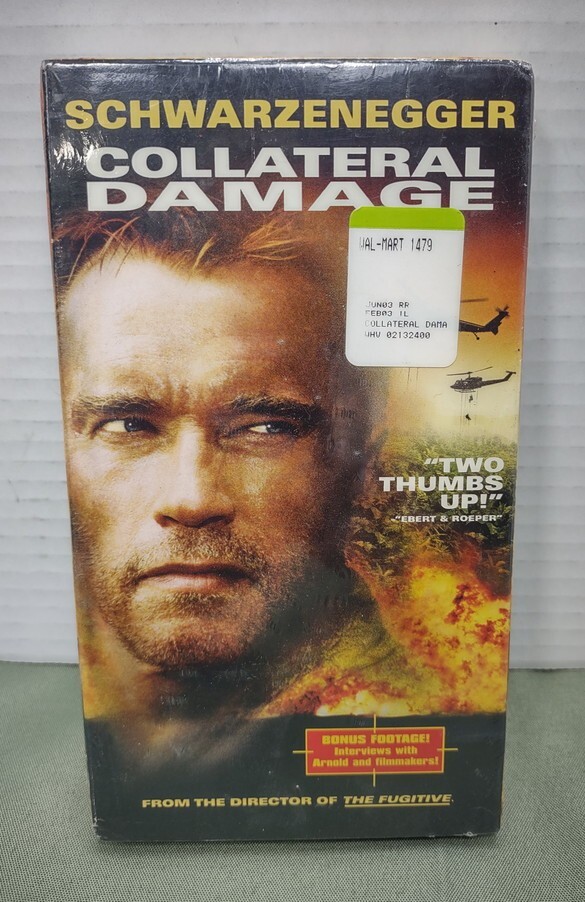 SCHWARZENEGGER
COLLATERAL
DAMAGE
WAL-MART 1479
JUN03 RR
FEB03 IL
COLLATERAL DAMA
WHV 02132400
“TWO
THUMBS
UP!”
-“EBERT & ROEPER”
BONUS FOOTAGE!
Interviews with
Arnold and filmmakers!
FROM THE DIRECTOR OF THE FUGITIVE.